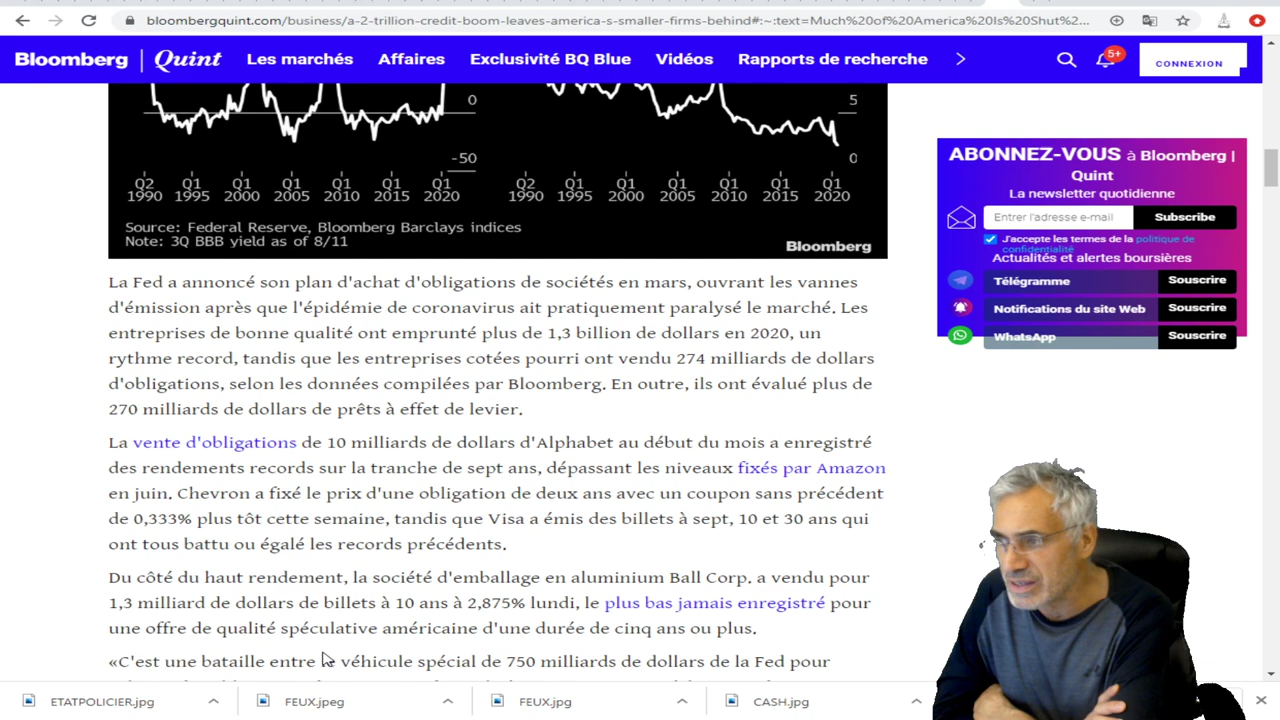 bloombergquint.com/business/a-2-trillion-credit-boom-leaves-america-s-smaller-firms-behind#:~:text=Much%20of%20America%20Is%20Shut%2...
Bloomberg | Quint
Les marchés
Affaires
Exclusivité BQ Blue
Vidéos
Rapports de recherche
5+
CONNEXION
0
-50
Q2 1990
Q1 1995
Q1 2000
Q1 2005
Q1 2010
Q1 2015
Q1 2020
5
0
Q2 1990
Q1 1995
Q1 2000
Q1 2005
Q1 2010
Q1 2015
Q1 2020
Source: Federal Reserve, Bloomberg Barclays indices
Note: 3Q BBB yield as of 8/11
Bloomberg
La Fed a annoncé son plan d'achat d'obligations de sociétés en mars, ouvrant les vannes
d'émission après que l'épidémie de coronavirus ait pratiquement paralysé le marché. Les
entreprises de bonne qualité ont emprunté plus de 1,3 billion de dollars en 2020, un
rythme record, tandis que les entreprises cotées pourri ont vendu 274 milliards de dollars
d'obligations, selon les données compilées par Bloomberg. En outre, ils ont évalué plus de
270 milliards de dollars de prêts à effet de levier.
La vente d'obligations de 10 milliards de dollars d'Alphabet au début du mois a enregistré
des rendements records sur la tranche de sept ans, dépassant les niveaux fixés par Amazon
en juin. Chevron a fixé le prix d'une obligation de deux ans avec un coupon sans précédent
de 0,333% plus tôt cette semaine, tandis que Visa a émis des billets à sept, 10 et 30 ans qui
ont tous battu ou égalé les records précédents.
Du côté du haut rendement, la société d'emballage en aluminium Ball Corp. a vendu pour
1,3 milliard de dollars de billets à 10 ans à 2,875% lundi, le plus bas jamais enregistré pour
une offre de qualité spéculative américaine d'une durée de cinq ans ou plus.
«C'est une bataille entre le véhicule spécial de 750 milliards de dollars de la Fed pour
ABONNEZ-VOUS à Bloomberg |
Quint
La newsletter quotidienne
Entrer l'adresse e-mail
Subscribe
J'accepte les termes de la politique de
confidentialité
Actualités et alertes boursières
Télégramme
Souscrire
Notifications du site Web
Souscrire
WhatsApp
Souscrire
ETATPOLICIER.jpg
FEUX.jpeg
FEUX.jpg
CASH.jpg